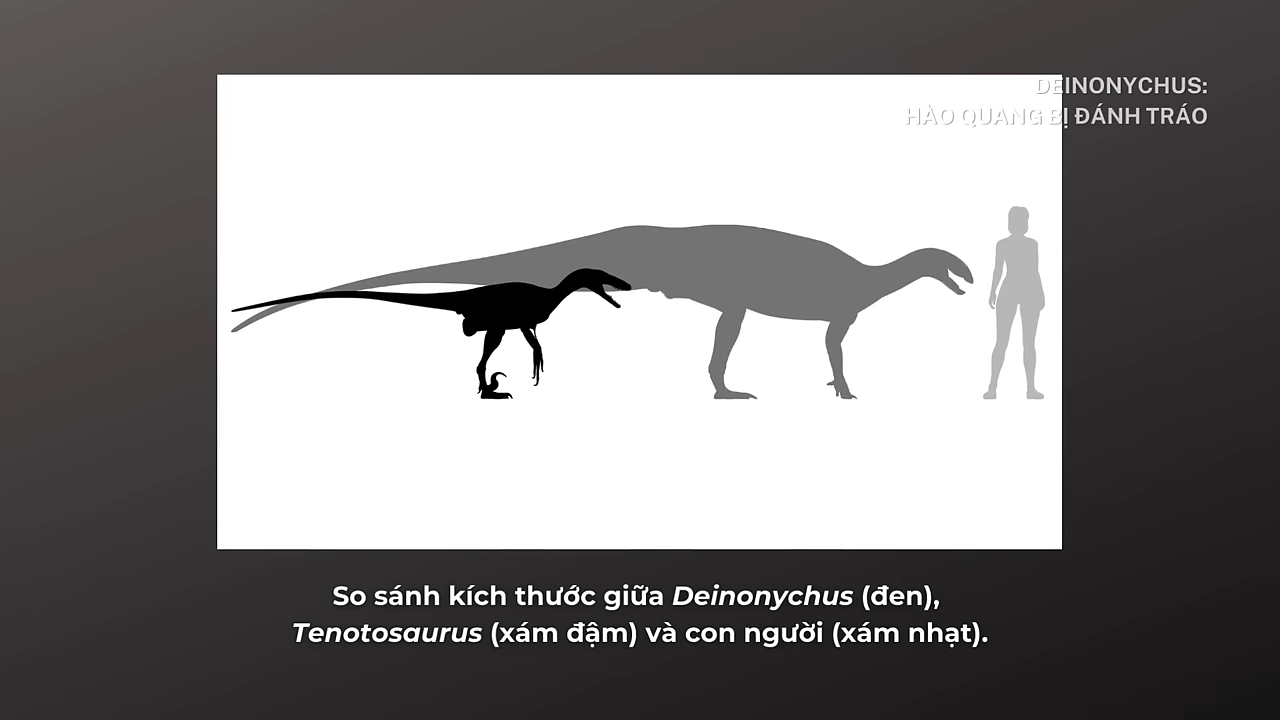 DEINONYCHUS:
HÀO QUANG BỊ ĐÁNH TRÁO
So sánh kích thước giữa Deinonychus (đen),
Tenotosaurus (xám đậm) và con người (xám nhạt).